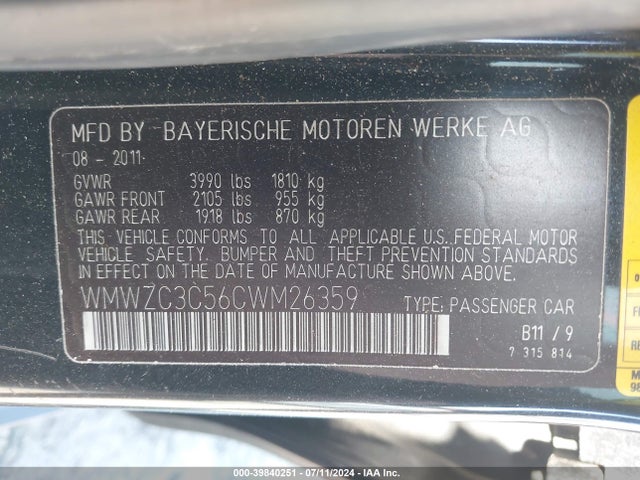 MFD BY BAYERISCHE MOTOREN WERKE AG
08 - 2011
GVWR 3990 lbs 1810 kg
GAWR FRONT 2105 lbs 955 kg
GAWR REAR 1918 lbs 870 kg
THIS VEHICLE CONFORMS TO ALL APPLICABLE U.S. FEDERAL MOTOR
VEHICLE SAFETY, BUMPER AND THEFT PREVENTION STANDARDS
IN EFFECT ON THE DATE OF MANUFACTURE SHOWN ABOVE.
WMWZC3C56CWM26359 TYPE: PASSENGER CAR
B11 / 9
7 315 814
000-39840251 - 07/11/2024 - IAA Inc.